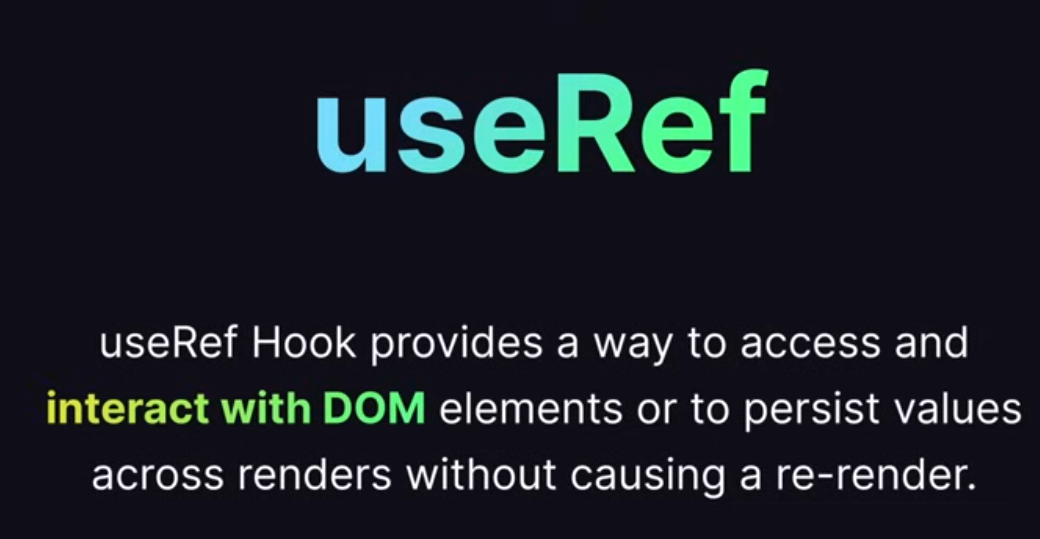 useRef
useRef Hook provides a way to access and
interact with DOM elements or to persist values
across renders without causing a re-render.